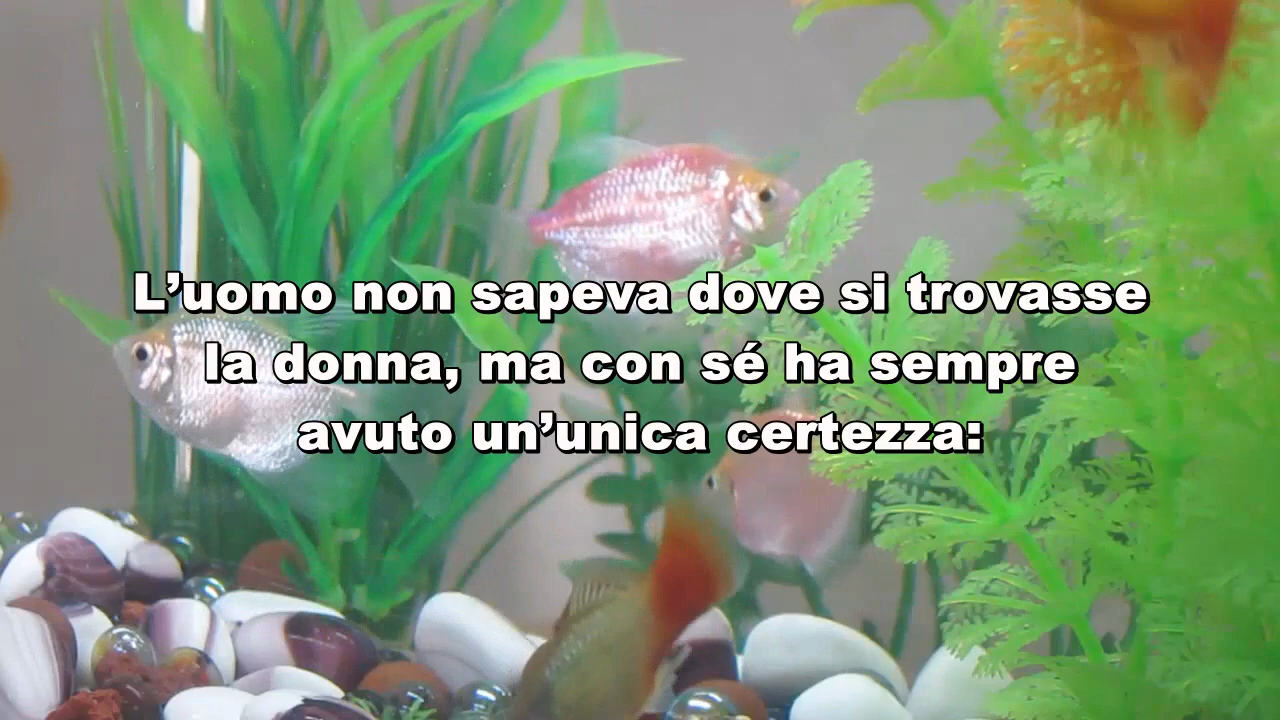 L’uomo non sapeva dove si trovasse
la donna, ma con sé ha sempre
avuto un’unica certezza: